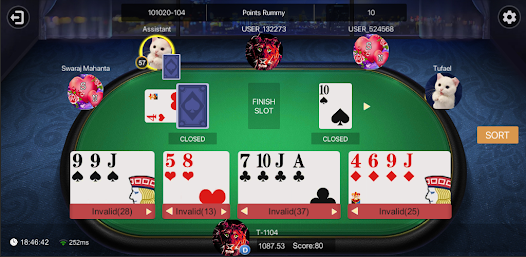 101020-104 Points Rummy 10
Assistant USER_132273 USER_524568
57
Swaraj Mahanta Tufael
FINISH
SLOT
10
CLOSED CLOSED
SORT
9 9 J 5 8 7 10 J A 4 6 9 J
Invalid(28) Invalid(13) Invalid(37) Invalid(25)
T-1104
18:46:42 252ms D 1087.53 Score:80